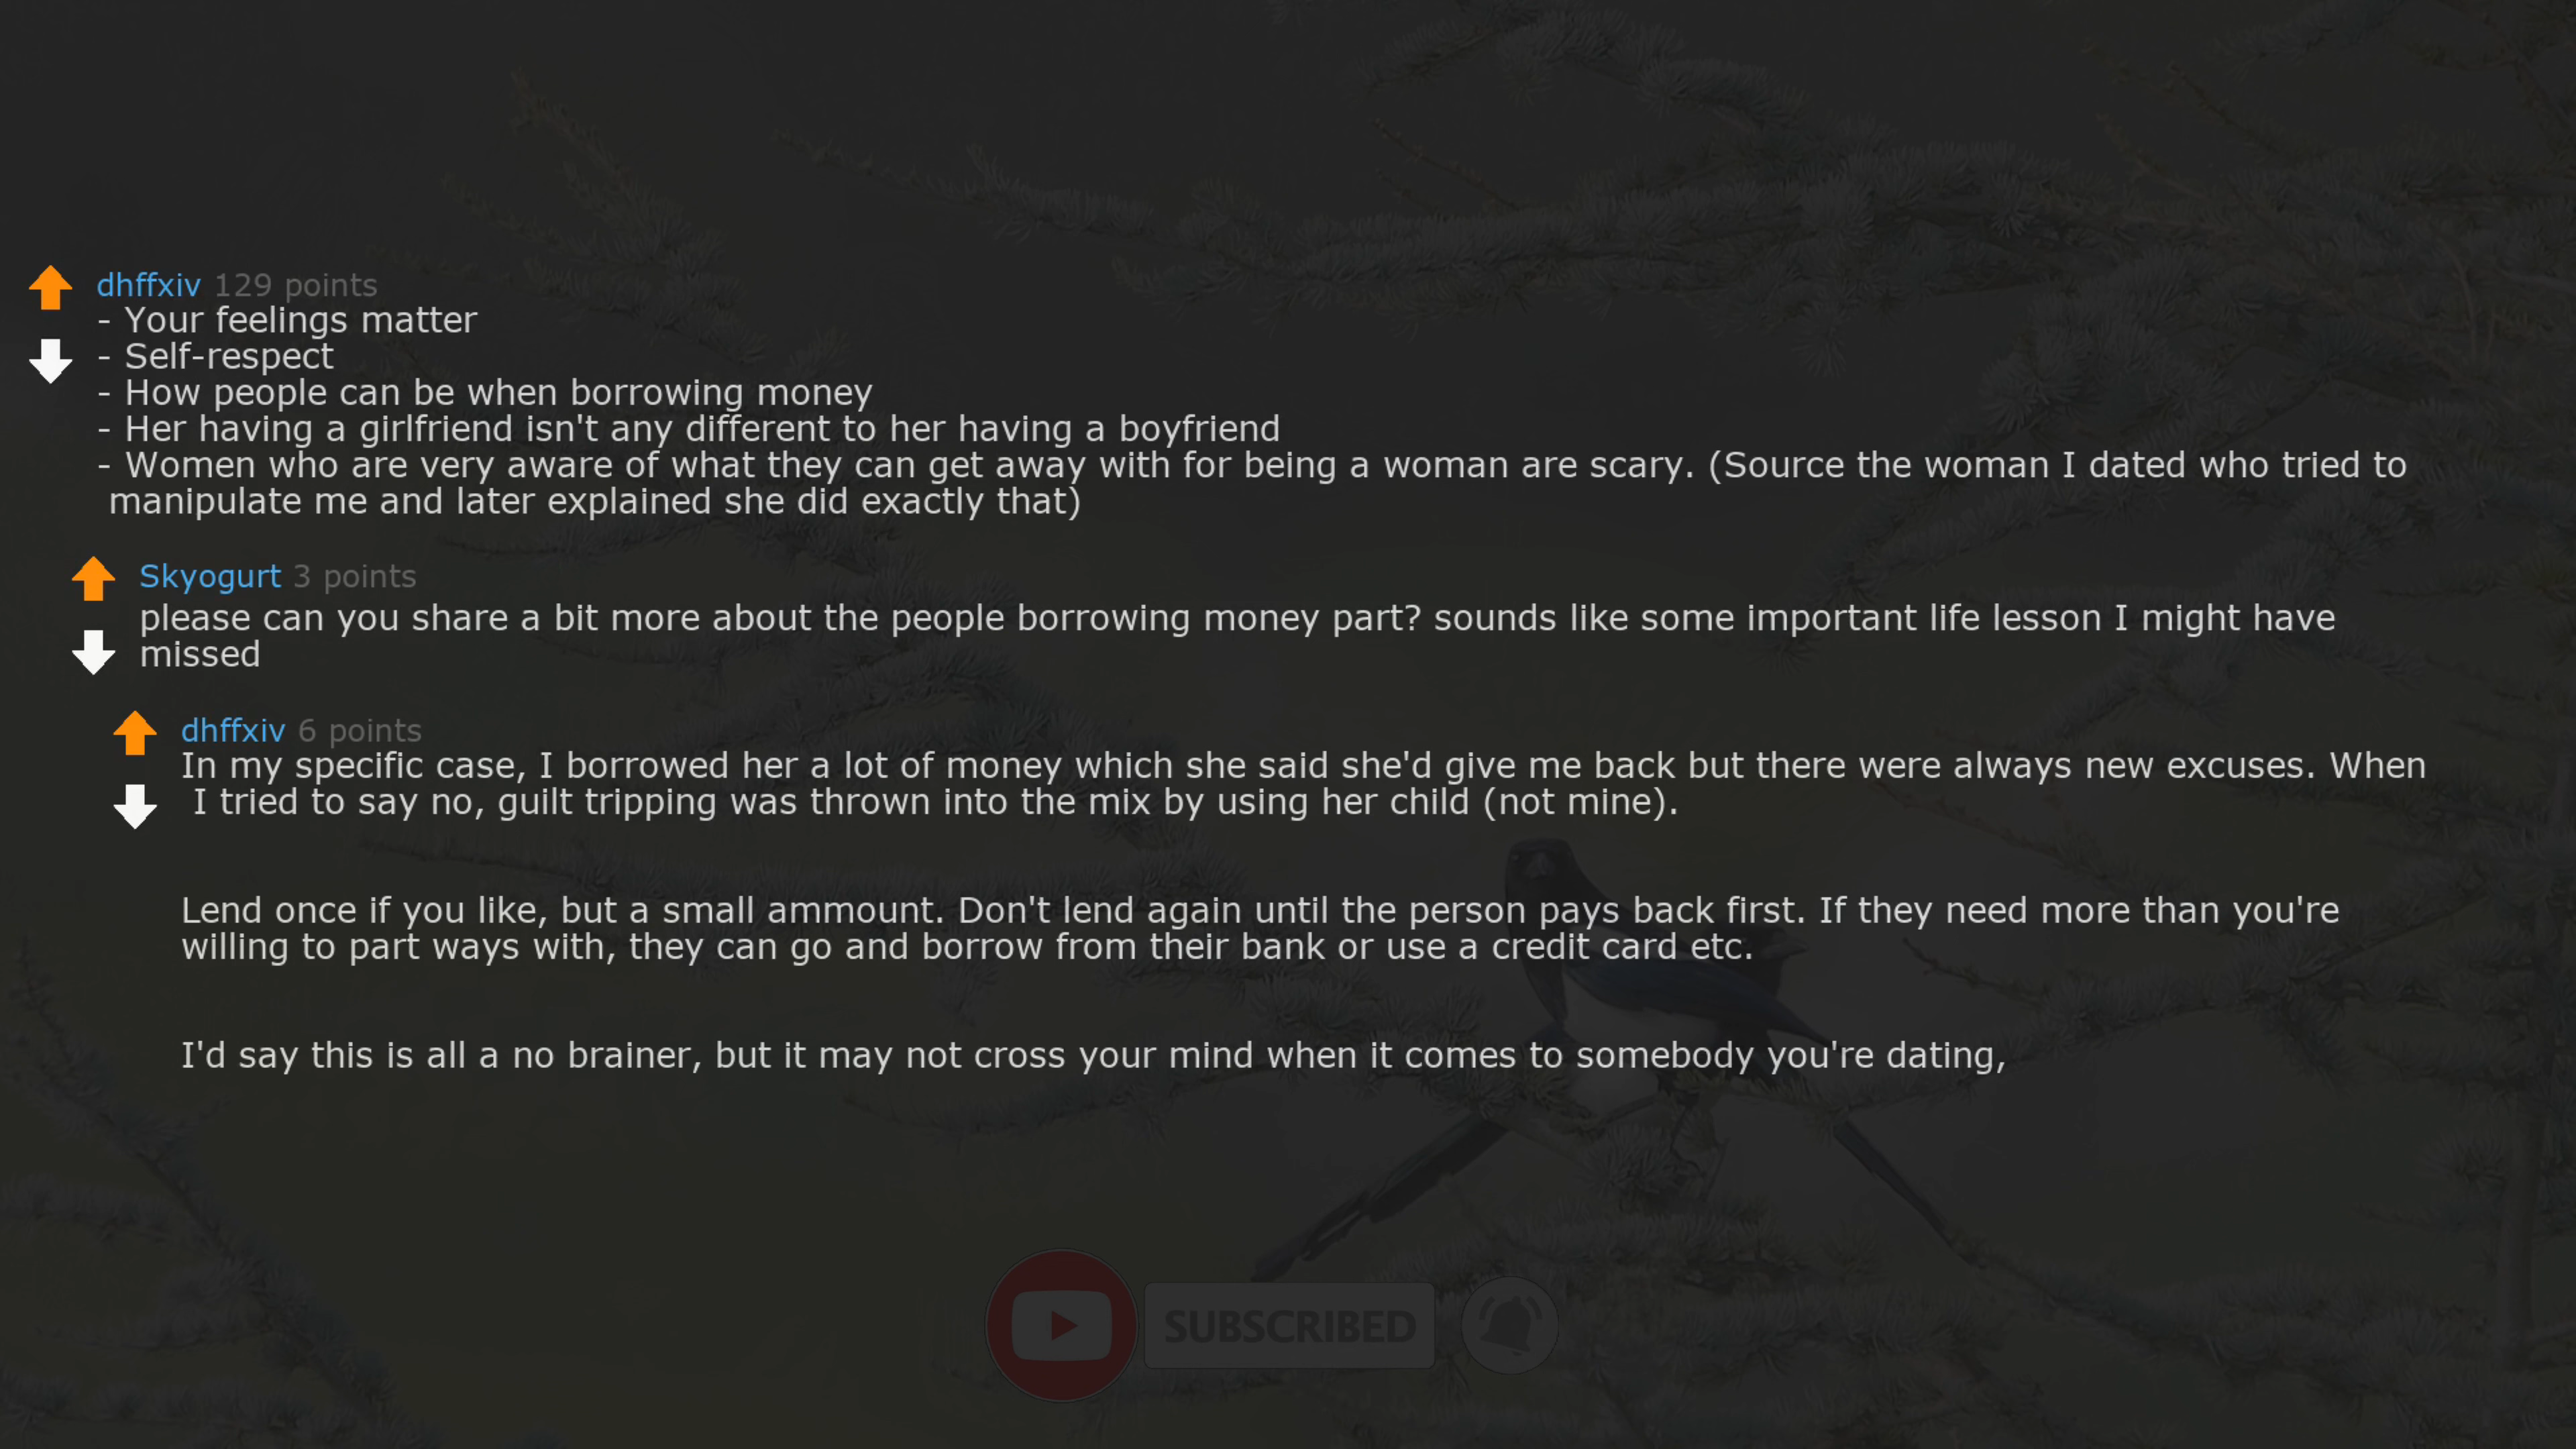 dhffxiv 129 points
- Your feelings matter
- Self-respect
- How people can be when borrowing money
- Her having a girlfriend isn't any different to her having a boyfriend
- Women who are very aware of what they can get away with for being a woman are scary. (Source the woman I dated who tried to
manipulate me and later explained she did exactly that)
Skyogurt 3 points
please can you share a bit more about the people borrowing money part? sounds like some important life lesson I might have
missed
dhffxiv 6 points
In my specific case, I borrowed her a lot of money which she said she'd give me back but there were always new excuses. When
I tried to say no, guilt tripping was thrown into the mix by using her child (not mine).
Lend once if you like, but a small ammount. Don't lend again until the person pays back first. If they need more than you're
willing to part ways with, they can go and borrow from their bank or use a credit card etc.
I'd say this is all a no brainer, but it may not cross your mind when it comes to somebody you're dating,
SUBSCRIBED